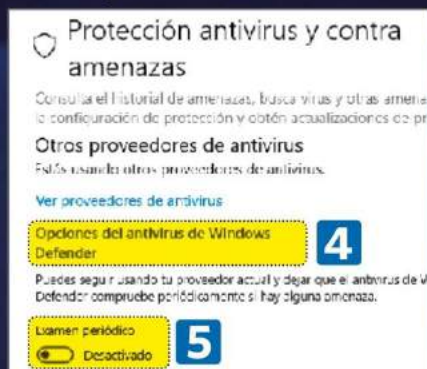 Protección antivirus y contra
amenazas
Consulta el historial de amenazas, busca virus y otras
la configuración de protección y obtén actualizaciones de
Otros proveedores de antivirus
Estás usando otros proveedores de antivirus.
Ver proveedores de antivirus
Opciones del antivirus de Windows
Defender
4
Puedes seguir usando tu proveedor actual y dejar que el antivirus de
Defender compruebe periódicamente si hay alguna amenaza.
Examen periódico
Desactivado
5